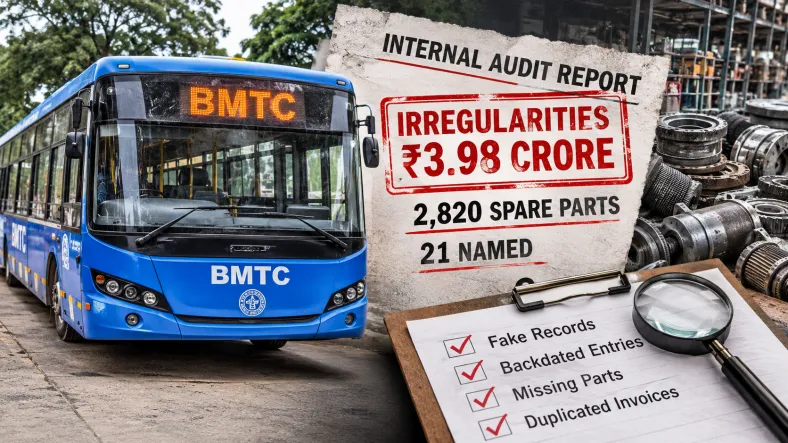 BMTC
BMTC
BMTC
INTERNAL AUDIT REPORT
IRREGULARITIES
₹3.98 CRORE
2,820 SPARE PARTS
21 NAMED
Fake Records
Backdated Entries
Missing Parts
Duplicated Invoices